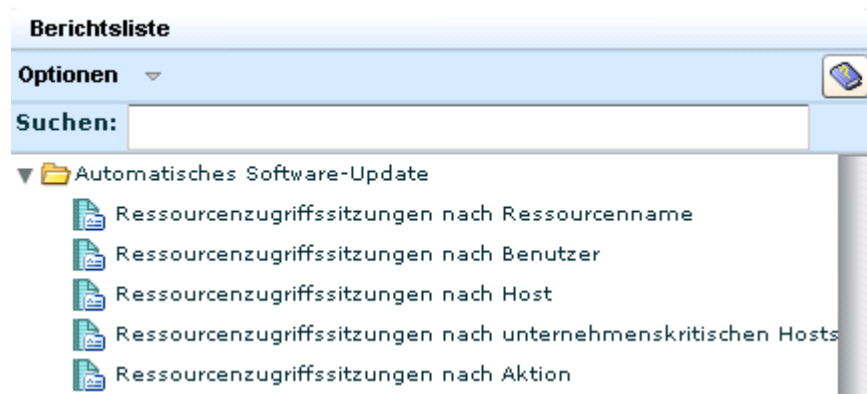 Berichtsliste
Optionen
Suchen:
Automatisches Software-Update
Ressourcenzugriffssitzungen nach Ressourcenname
Ressourcenzugriffssitzungen nach Benutzer
Ressourcenzugriffssitzungen nach Host
Ressourcenzugriffssitzungen nach unternehmenskritischen Hosts
Ressourcenzugriffssitzungen nach Aktion